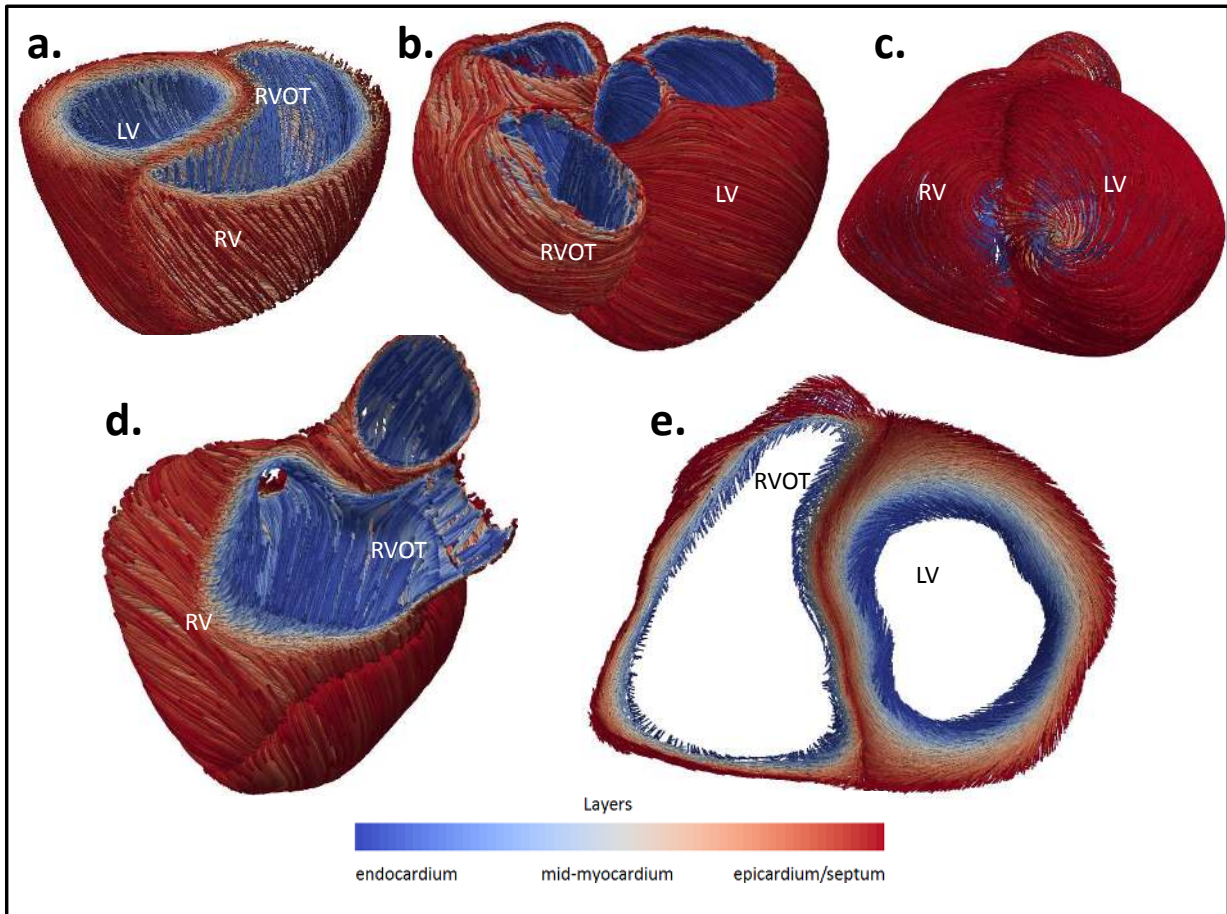 a.
RVOT
LV
RV
b.
LV
RVOT
c.
RV
LV
d.
RVOT
RV
e.
RVOT
LV
Layers
endocardium mid-myocardium epicardium/septum